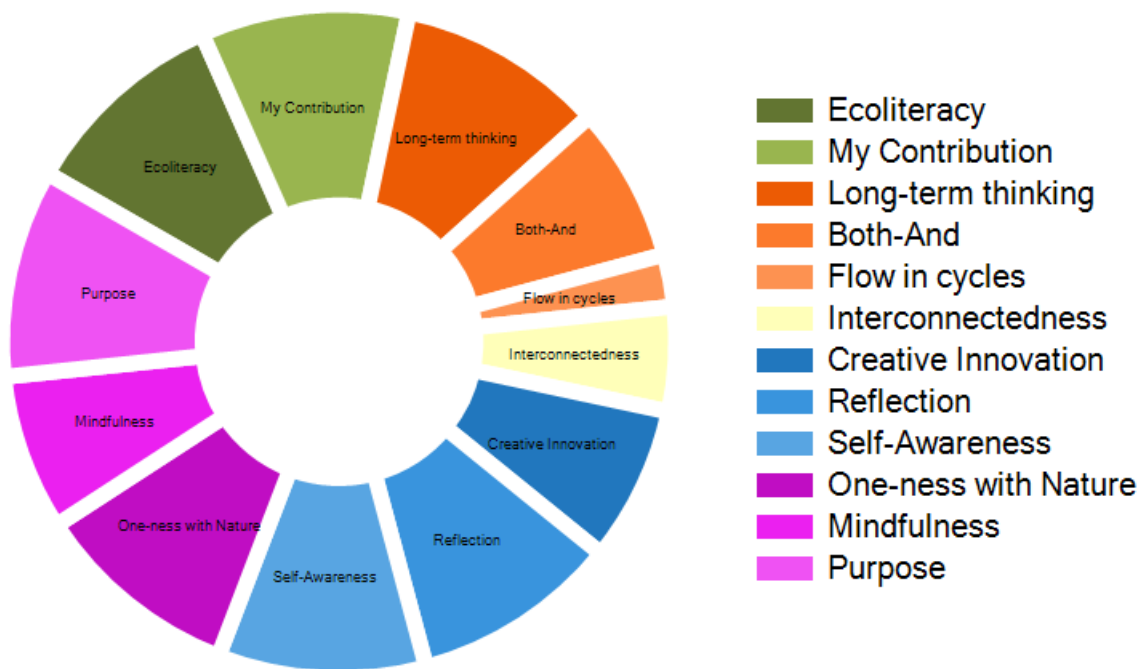 My Contribution
Long-term thinking
Ecoliteracy
Both-And
Purpose
Flow in cycles
Interconnectedness
Mindfulness
Creative Innovation
One-ness with Nature
Reflection
Self-Awareness
Ecoliteracy
My Contribution
Long-term thinking
Both-And
Flow in cycles
Interconnectedness
Creative Innovation
Reflection
Self-Awareness
One-ness with Nature
Mindfulness
Purpose